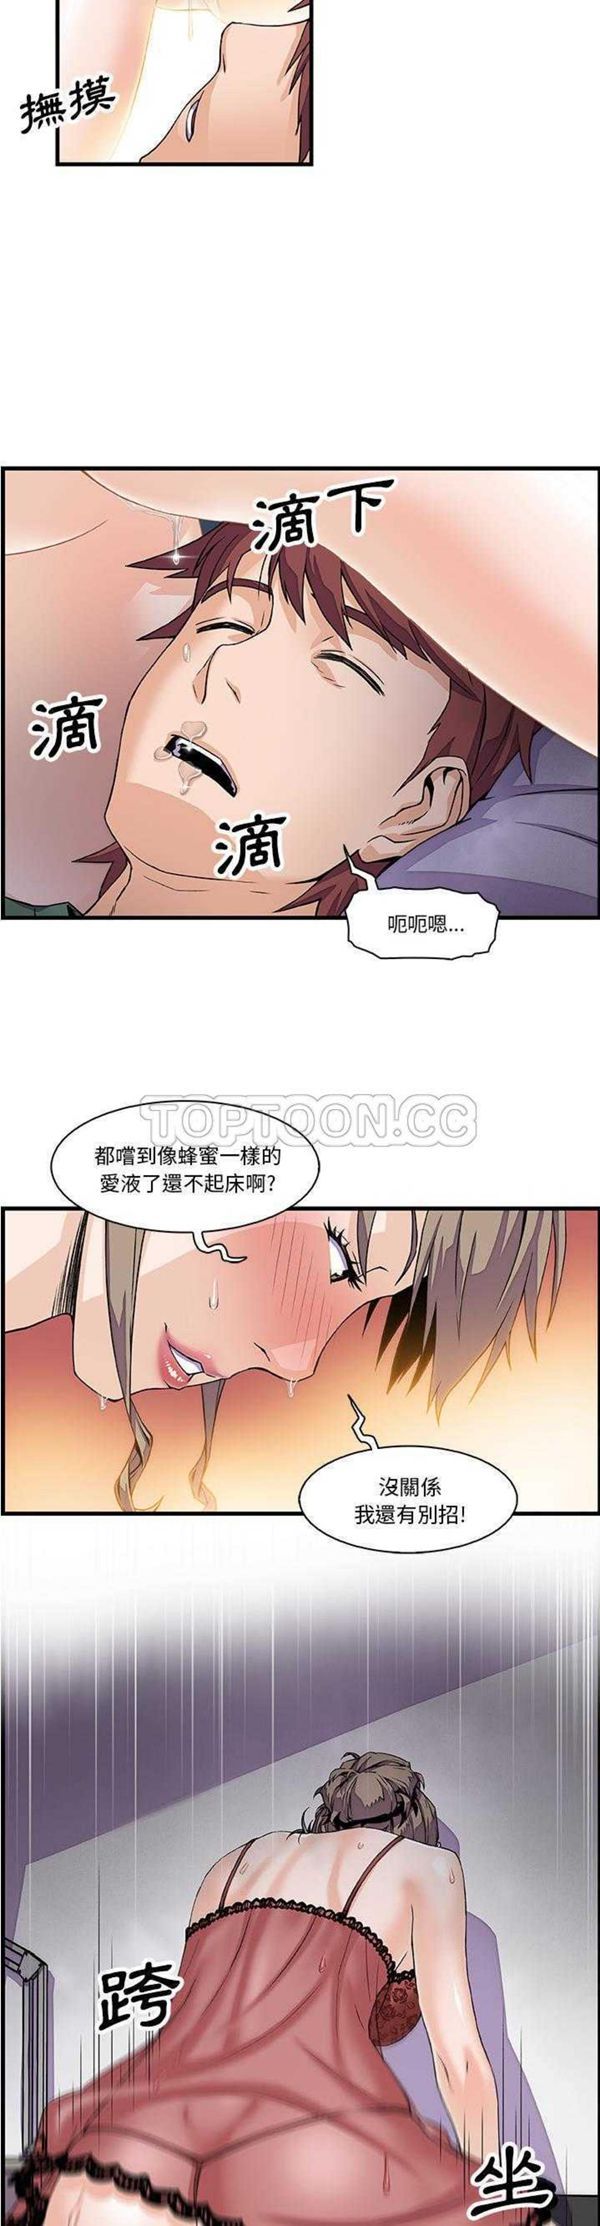 撫摸
滴下
滴
滴
呃呃嗯...
TOPTOON.CC
都嚐到像蜂蜜一樣的
愛液了還不起床啊?
沒關係
我還有別招!
跨
坐